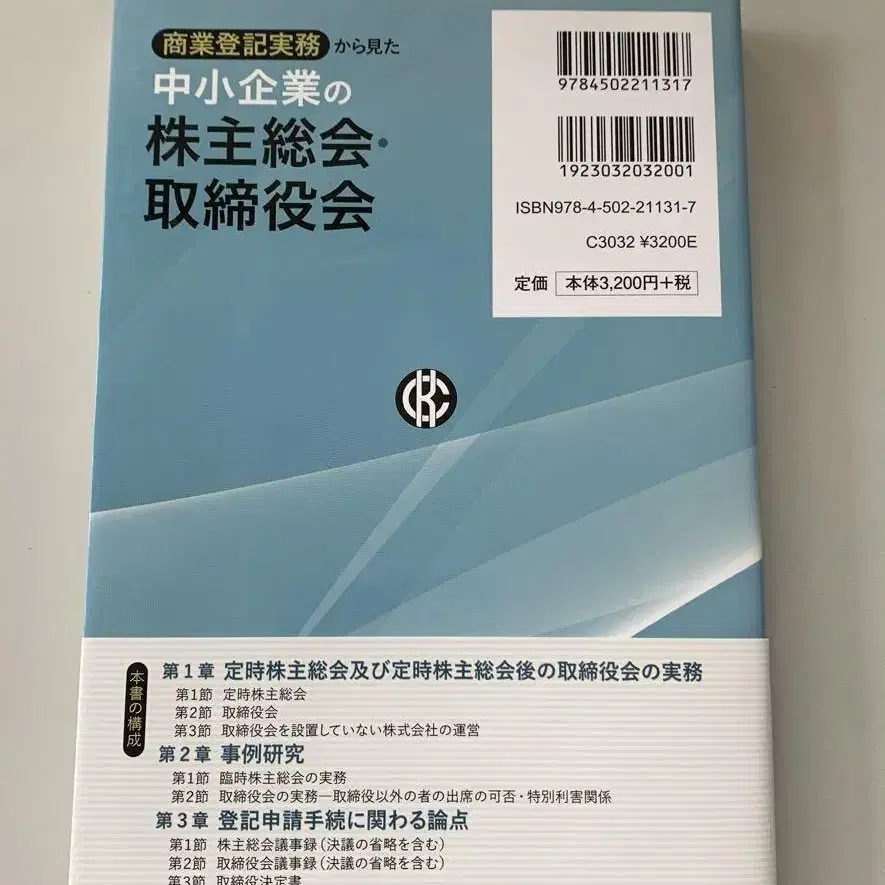 商業登記実務から見た
中小企業の
株主総会・
取締役会
9784502211317
1923032032001
ISBN978-4-502-21131-7
C3032 ¥3200E
定価 本体3,200円+税
本書の構成
第1章 定時株主総会及び定時株主総会後の取締役会の実務
第1節 定時株主総会
第2節 取締役会
第3節 取締役会を設置していない株式会社の運営
第2章 事例研究
第1節 臨時株主総会の実務
第2節 取締役会の実務―取締役以外の者の出席の可否・特別利害関係
第3章 登記申請手続に関わる論点
第1節 株主総会議事録(決議の省略を含む)
第2節 取締役会議事録(決議の省略を含む)
第3節 取締役決定書